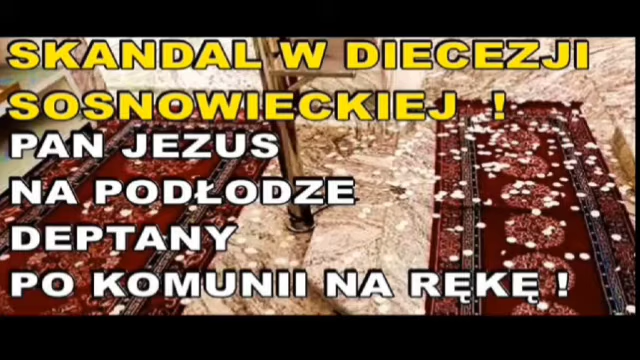 SKANDAL W DIECEZJI
SOSNOWIECKIEJ !
PAN JEZUS
NA PODŁODZE
DEPTANY
PO KOMUNII NA RĘKĘ !